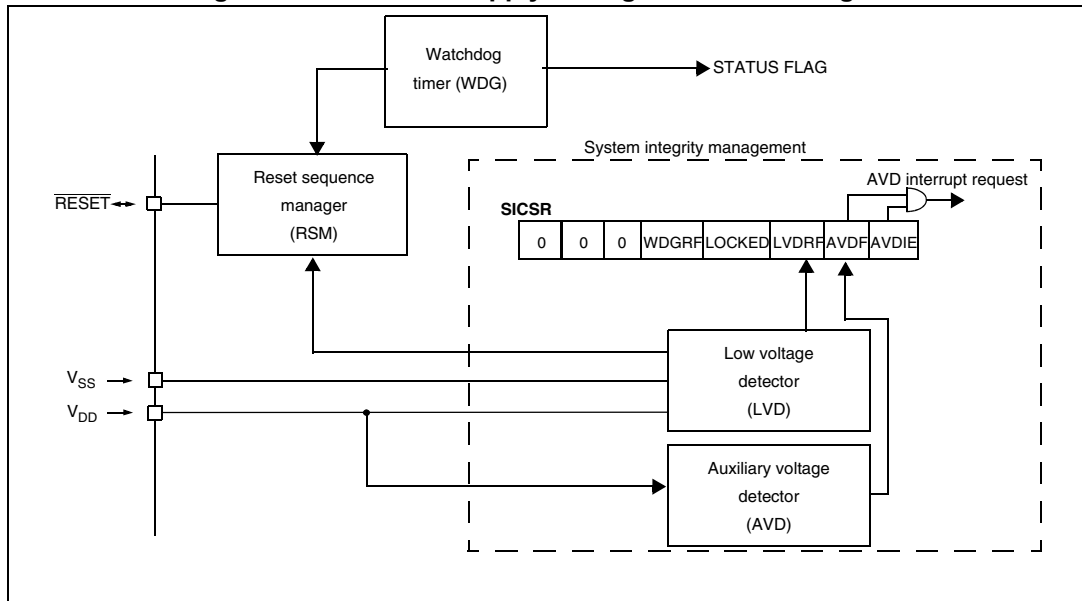 Watchdog
timer (WDG)
STATUS FLAG
System integrity management
Reset sequence
manager
(RSM)
AVD interrupt request
RESET
SICSR
0 0 0 WDGRF LOCKED LVDRF AVDF AVDIE
Low voltage
detector
(LVD)
VSS
VDD
Auxiliary voltage
detector
(AVD)